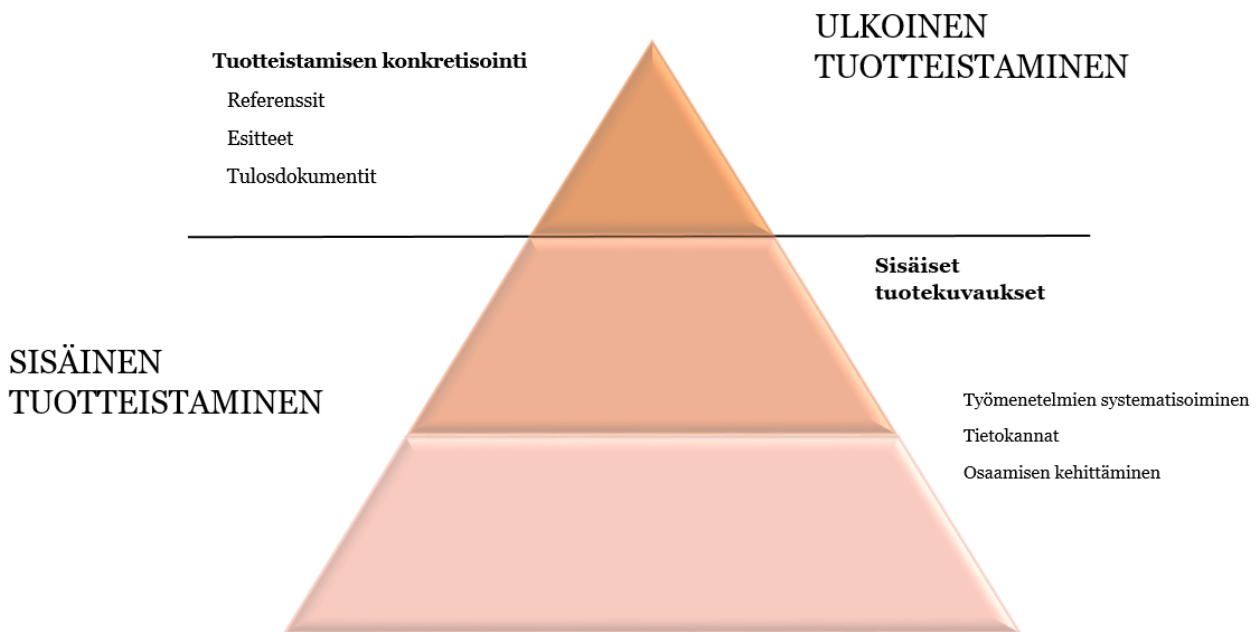 ULKOINEN
TUOTTEISTAMINEN
Tuotteistamisen konkretisointi
Referenssit
Esitteet
Tulosdokumentit
Sisäiset
tuotekuvaukset
SISÄINEN
TUOTTEISTAMINEN
Työmenetelmien systematisoiminen
Tietokannat
Osaamisen kehittäminen